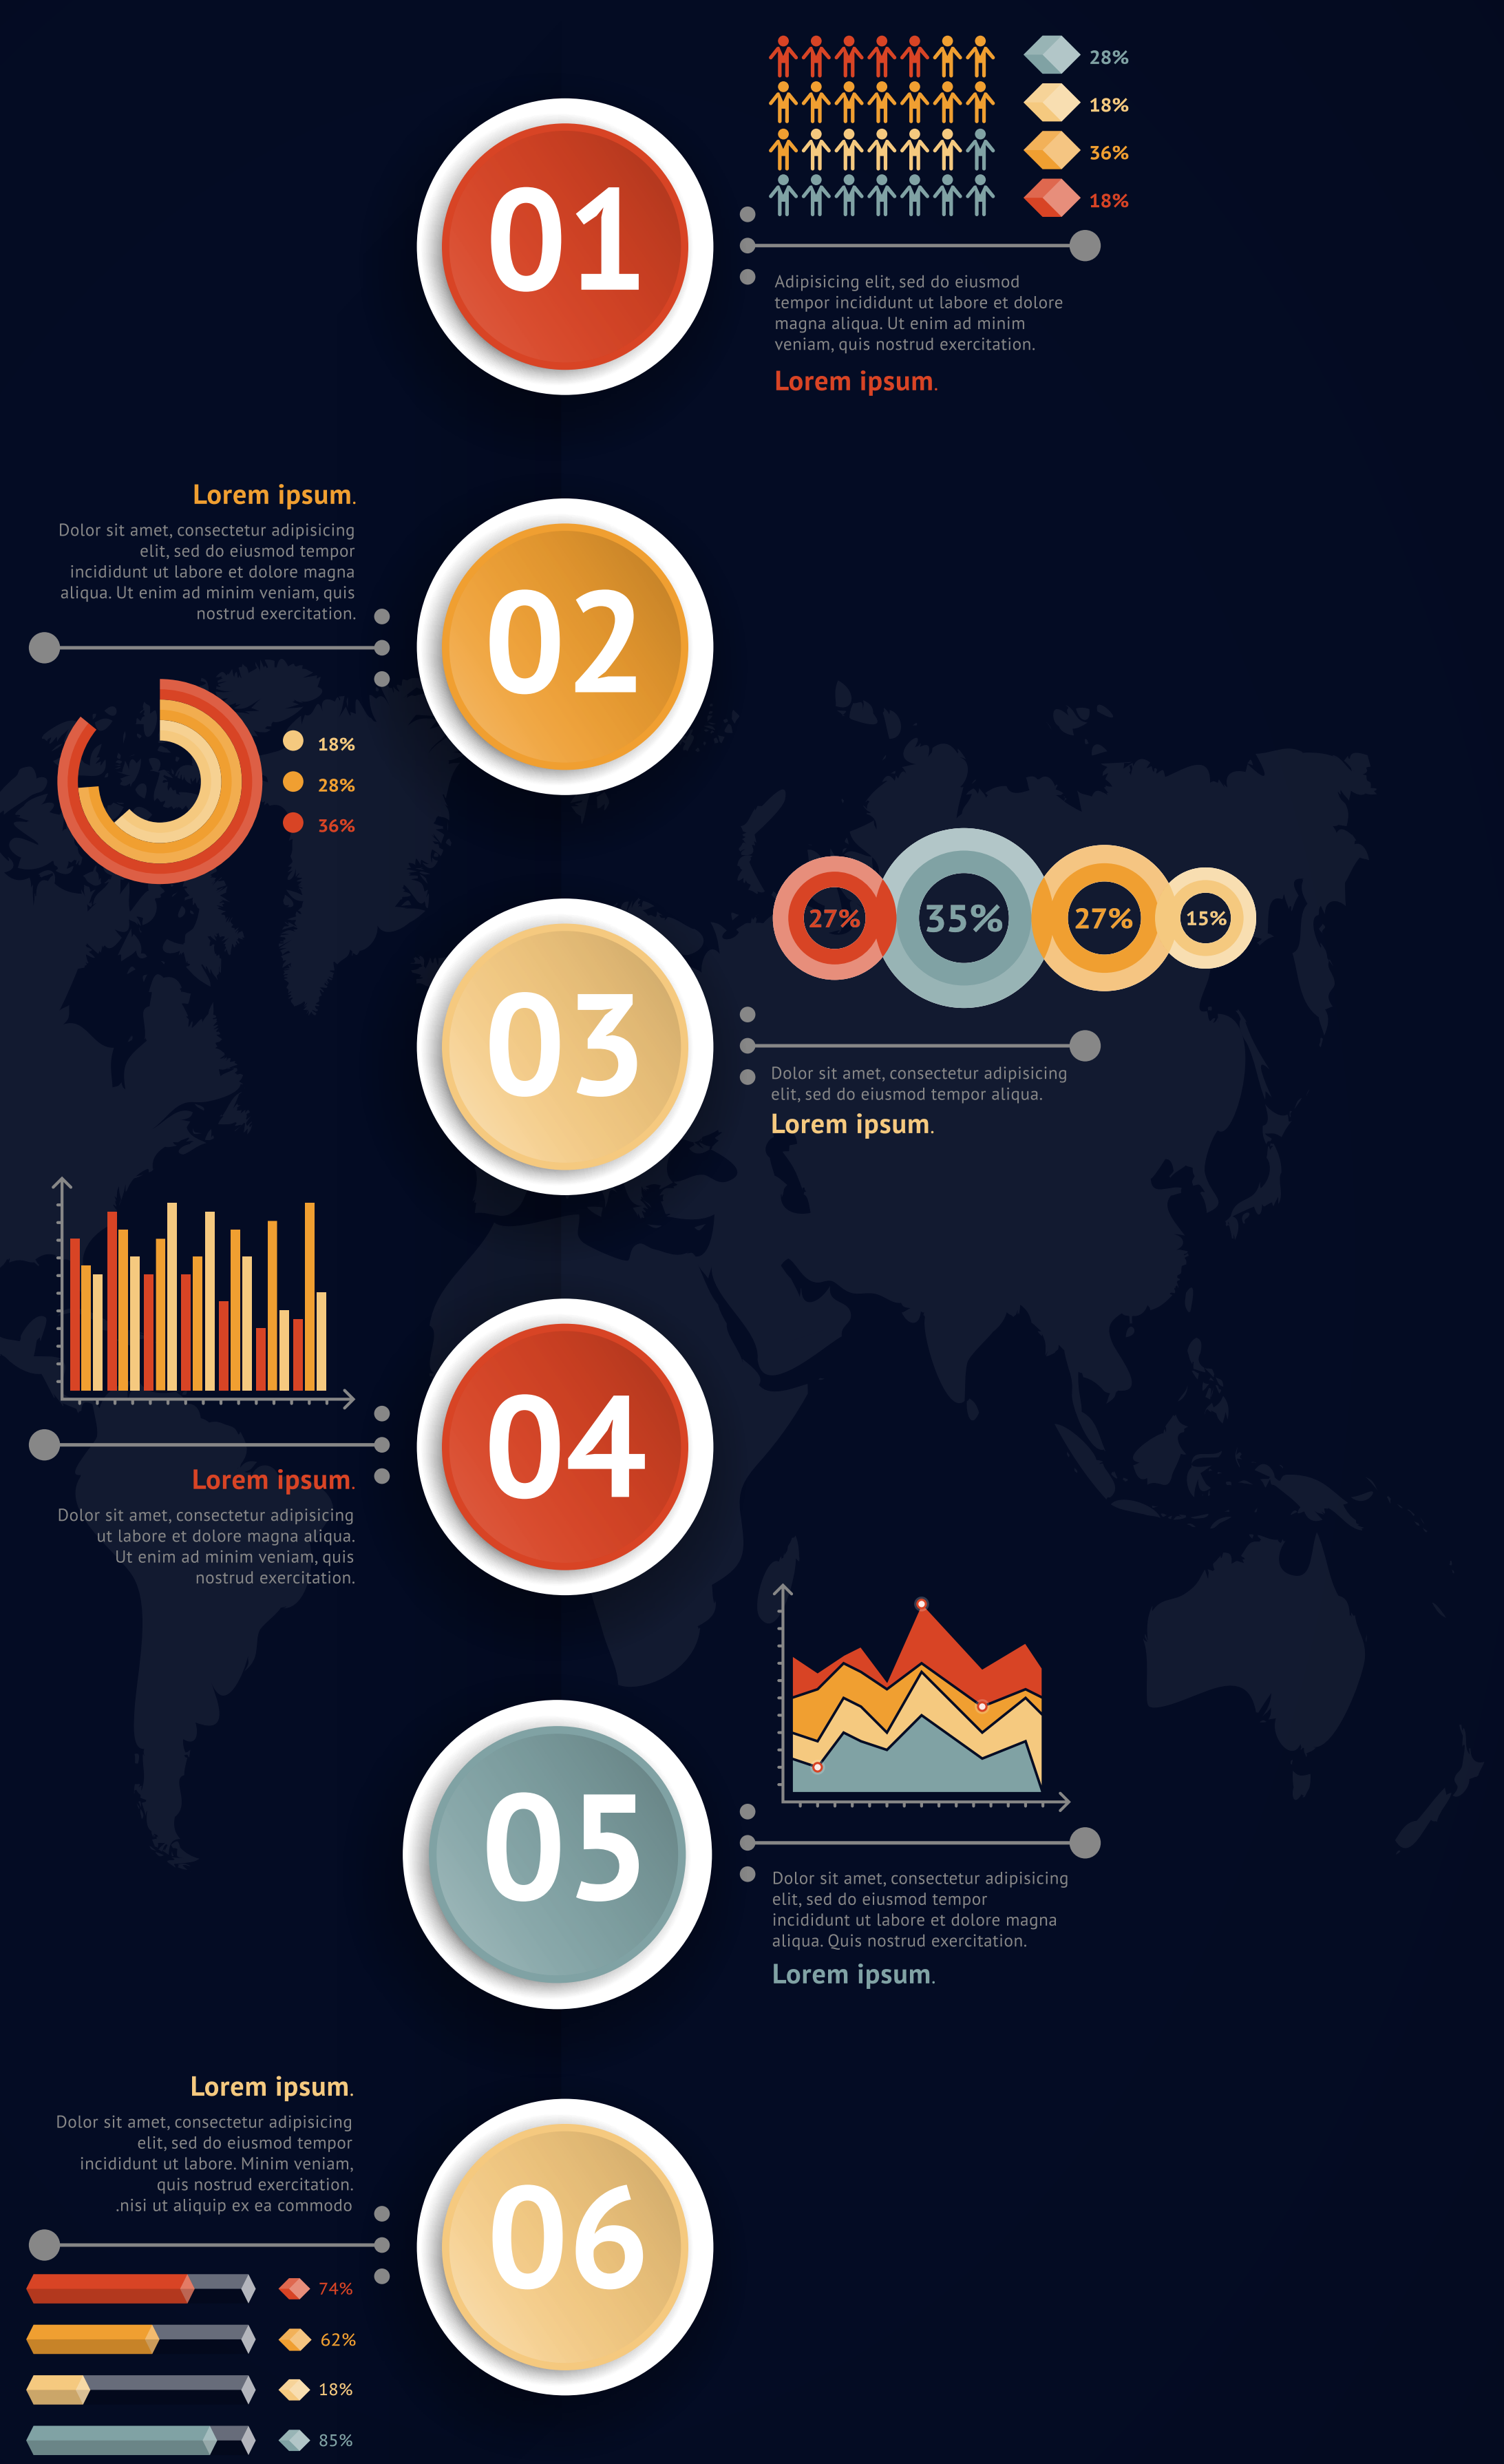 28%
18%
36%
18%
01
Adipisicing elit, sed do eiusmod
tempor incididunt ut labore et dolore
magna aliqua. Ut enim ad minim
veniam, quis nostrud exercitation.
Lorem ipsum.
Lorem ipsum.
Dolor sit amet, consectetur adipisicing
elit, sed do eiusmod tempor
incididunt ut labore et dolore magna
aliqua. Ut enim ad minim veniam, quis
nostrud exercitation.
02
18%
28%
36%
27%
35%
27%
15%
03
Dolor sit amet, consectetur adipisicing
elit, sed do eiusmod tempor aliqua.
Lorem ipsum.
04
Lorem ipsum.
Dolor sit amet, consectetur adipisicing
ut labore et dolore magna aliqua.
Ut enim ad minim veniam, quis
nostrud exercitation.
05
Dolor sit amet, consectetur adipisicing
elit, sed do eiusmod tempor
incididunt ut labore et dolore magna
aliqua. Quis nostrud exercitation.
Lorem ipsum.
Lorem ipsum.
Dolor sit amet, consectetur adipisicing
elit, sed do eiusmod tempor
incididunt ut labore. Minim veniam,
quis nostrud exercitation.
.nisi ut aliquip ex ea commodo
06
74%
62%
18%
85%